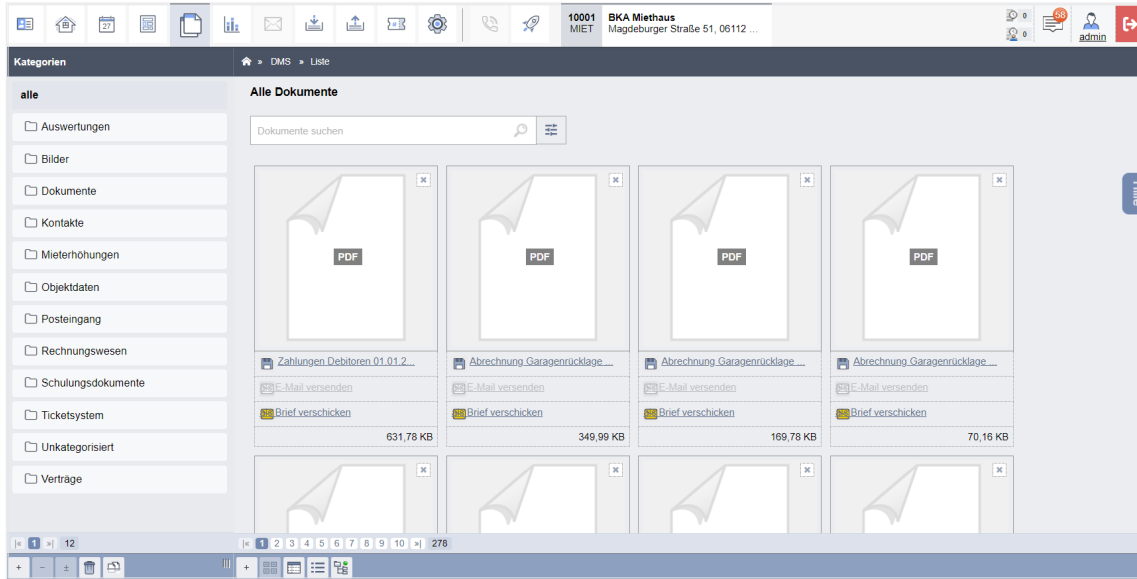 27
10001 BKA Miethaus
MIET Magdeburger Straße 51, 06112 ...
0
0
56
admin
Kategorien
» DMS » Liste
alle
Auswertungen
Bilder
Dokumente
Kontakte
Mieterhöhungen
Objektdaten
Posteingang
Rechnungswesen
Schulungsdokumente
Ticketsystem
Unkategorisiert
Verträge
Alle Dokumente
Dokumente suchen
PDF PDF PDF PDF
Zahlungen Debitoren 01.01.2... Abrechnung Garagenrücklage ... Abrechnung Garagenrücklage ... Abrechnung Garagenrücklage ...
E-Mail versenden E-Mail versenden E-Mail versenden E-Mail versenden
Brief verschicken Brief verschicken Brief verschicken Brief verschicken
631,78 KB 349,99 KB 169,78 KB 70,16 KB
|« 1 »| 12
|« 1 2 3 4 5 6 7 8 9 10 »| 278
+ - ± +